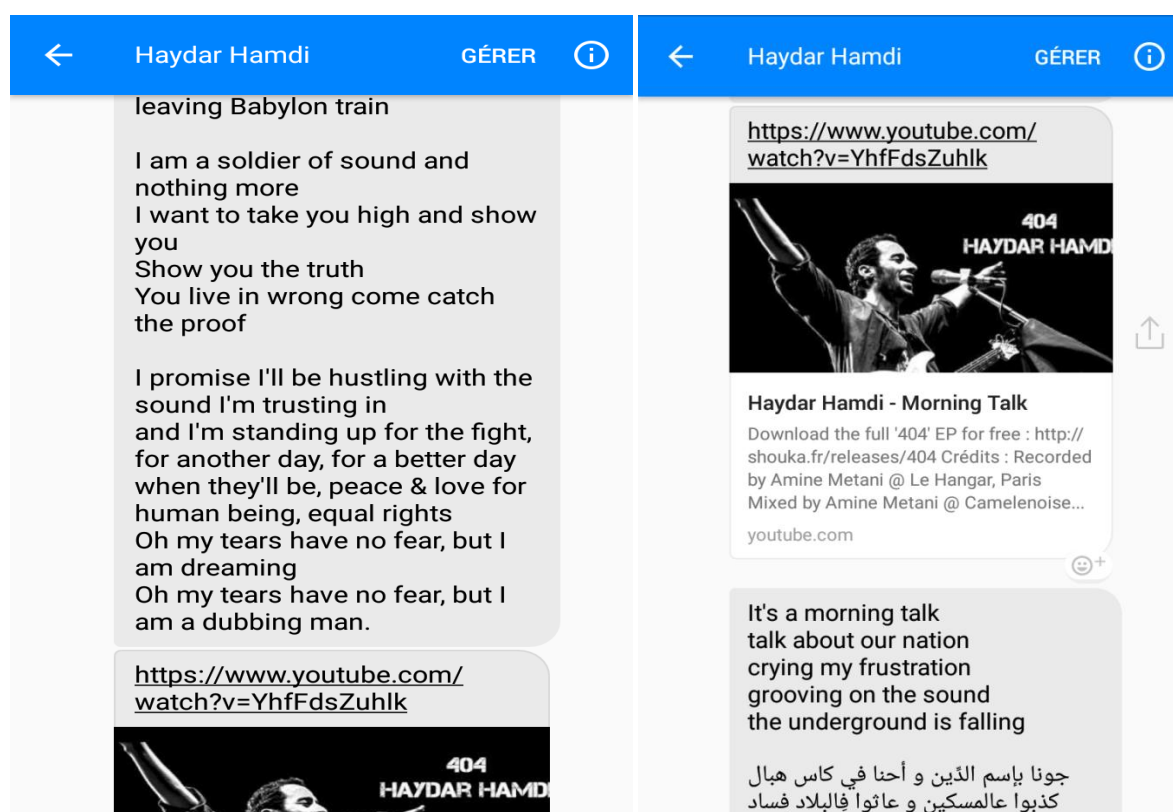 Haydar Hamdi
GÉRER
leaving Babylon train
I am a soldier of sound and
nothing more
I want to take you high and show
you
Show you the truth
You live in wrong come catch
the proof
I promise I'll be hustling with the
sound I'm trusting in
and I'm standing up for the fight,
for another day, for a better day
when they'll be, peace & love for
human being, equal rights
Oh my tears have no fear, but I
am dreaming
Oh my tears have no fear, but I
am a dubbing man.
https://www.youtube.com/
watch?v=YhfFdsZuhlk
404
HAYDAR HAMD
Haydar Hamdi
GÉRER
https://www.youtube.com/
watch?v=YhfFdsZuhlk
404
HAYDAR HAMD
Haydar Hamdi - Morning Talk
Download the full '404' EP for free : http://
shouka.fr/releases/404 Crédits : Recorded
by Amine Metani @ Le Hangar, Paris
Mixed by Amine Metani @ Camelenoise...
youtube.com
It's a morning talk
talk about our nation
crying my frustration
grooving on the sound
the underground is falling
جونا بإسم الدّين و أحنا في كاس هبال
كذبوا عالمسكين و عاثوا فِالبلاد فساد